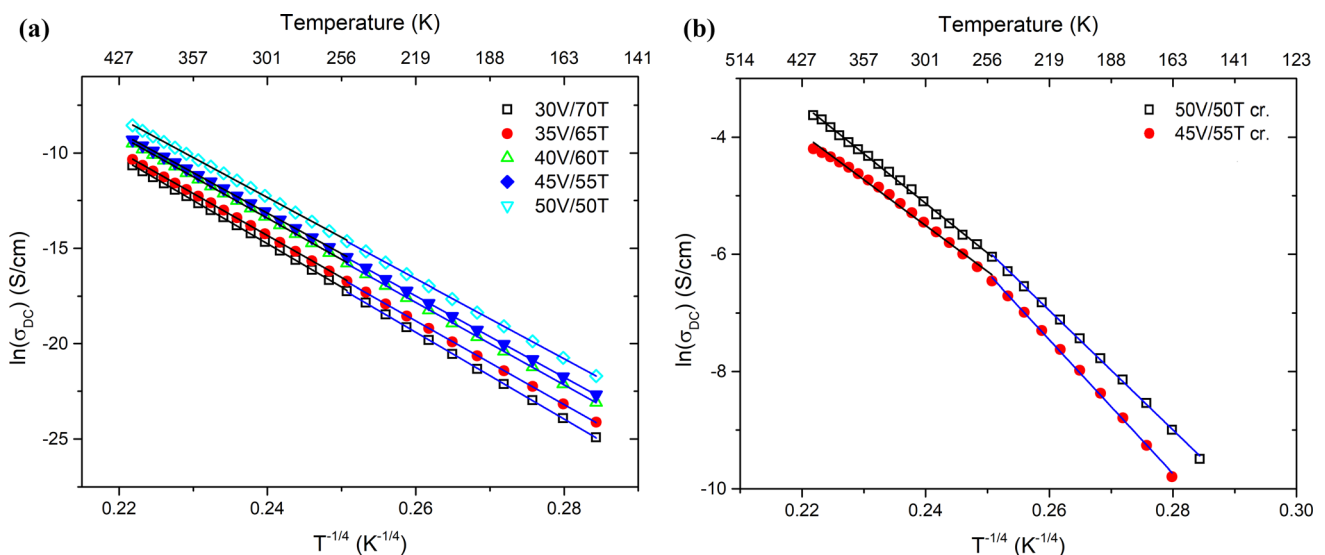 (a)
Temperature (K)
427 357 301 256 219 188 163 141
30V/70T
35V/65T
40V/60T
45V/55T
50V/50T
-10
-15
-20
-25
ln(σDC) (S/cm)
0.22 0.24 0.26 0.28
T-1/4 (K-1/4)
(b)
Temperature (K)
514 427 357 301 256 219 188 163 141 123
50V/50T cr.
45V/55T cr.
-4
-6
-8
-10
ln(σDC) (S/cm)
0.20 0.22 0.24 0.26 0.28 0.30
T-1/4 (K-1/4)